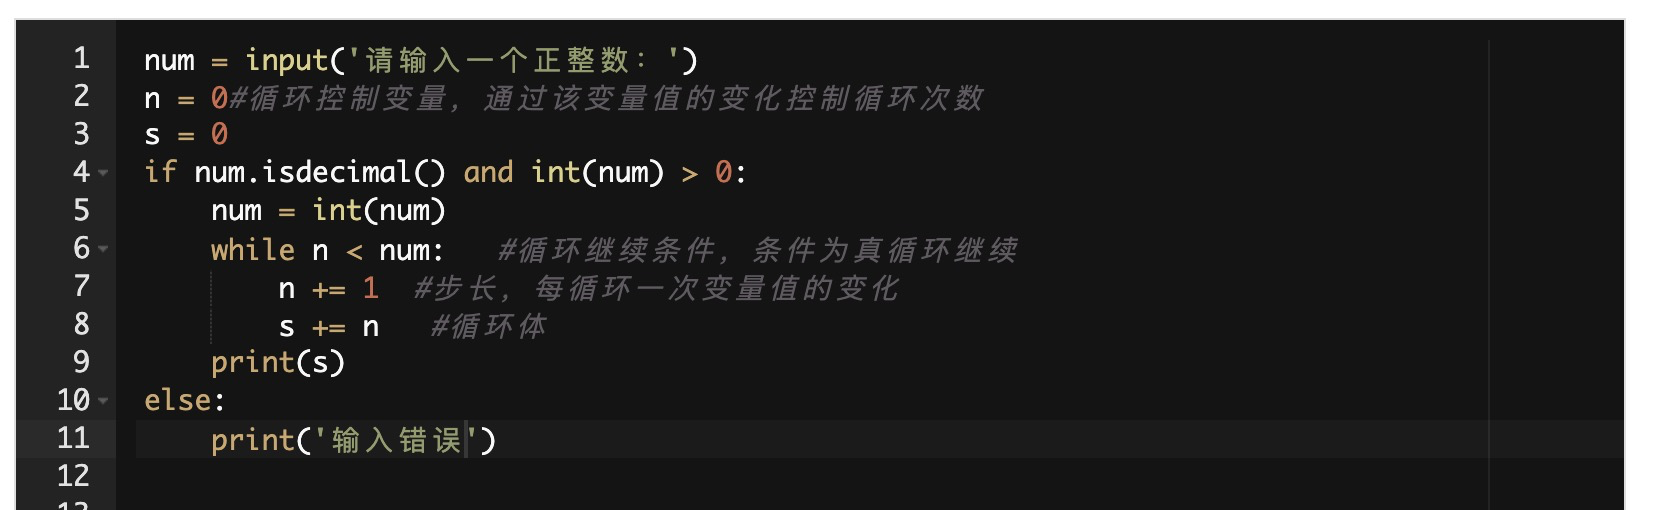 1 num = input('请输入一个正整数：')
2 n = 0#循环控制变量，通过该变量值的变化控制循环次数
3 s = 0
4 if num.isdecimal() and int(num) > 0:
5     num = int(num)
6     while n < num:   #循环继续条件，条件为真循环继续
7         n += 1  #步长，每循环一次变量值的变化
8         s += n   #循环体
9     print(s)
10 else:
11     print('输入错误')
12